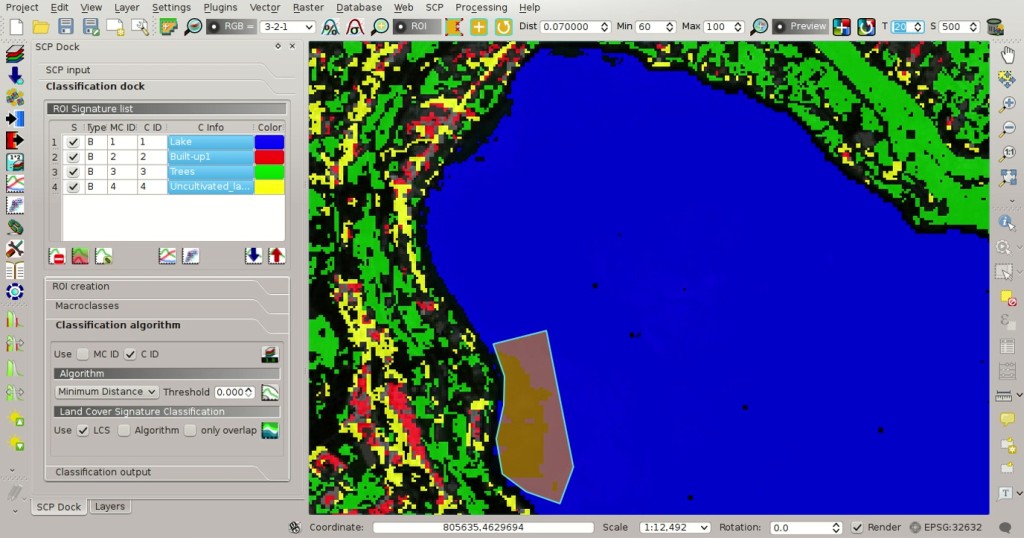 Project Edit View Layer Settings Plugins Vector Raster Database Web SCP Processing Help
RGB = 3-2-1 ROI Dist 0.070000 Min 60 Max 100 Preview T 20 S 500
SCP Dock
SCP input
Classification dock
ROI Signature list
S Type MC ID C ID C Info Color
1 B 1 1 Lake
2 B 2 2 Built-up1
3 B 3 3 Trees
4 B 4 4 Uncultivated_la...
ROI creation
Macroclasses
Classification algorithm
Use MC ID C ID
Algorithm
Minimum Distance Threshold 0.000
Land Cover Signature Classification
Use LCS Algorithm only overlap
Classification output
SCP Dock Layers
Coordinate: 805635,4629694 Scale 1:12,492 Rotation: 0.0 Render EPSG:32632